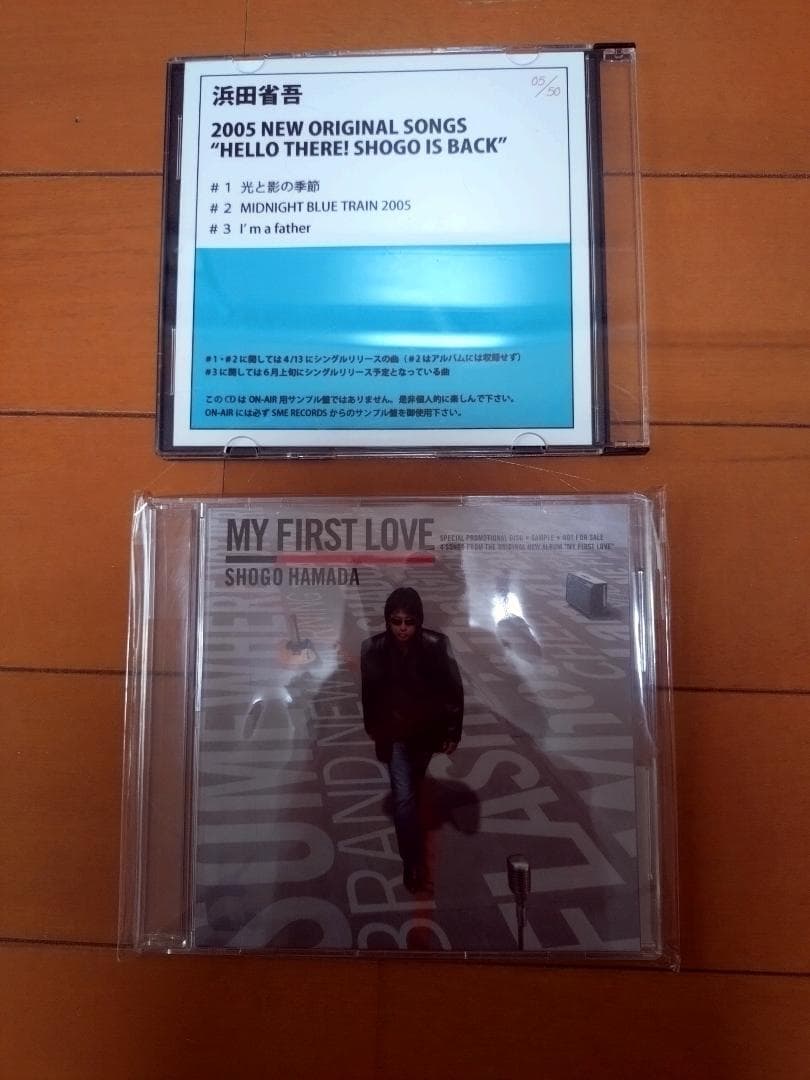 浜田省吾
05/50
2005 NEW ORIGINAL SONGS
“HELLO THERE! SHOGO IS BACK”
#1 光と影の季節
#2 MIDNIGHT BLUE TRAIN 2005
#3 I'm a father
#1・#2に関しては4/13にシングルリリースの曲(#2はアルバムには収録せず)
#3に関しては6月上旬にシングルリリース予定となっている曲
このCDはON-AIR用サンプル盤ではありません、是非個人的に楽しんで下さい。
ON-AIRには必ずSME RECORDSからのサンプル盤を御使用下さい。
MY FIRST LOVE
SPECIAL PROMOTIONAL DISC • SAMPLE • NOT FOR SALE
4 SONGS FROM THE ORIGINAL NEW ALBUM "MY FIRST LOVE"
SHOGO HAMADA
SOMEWHERE
BRAND NEW